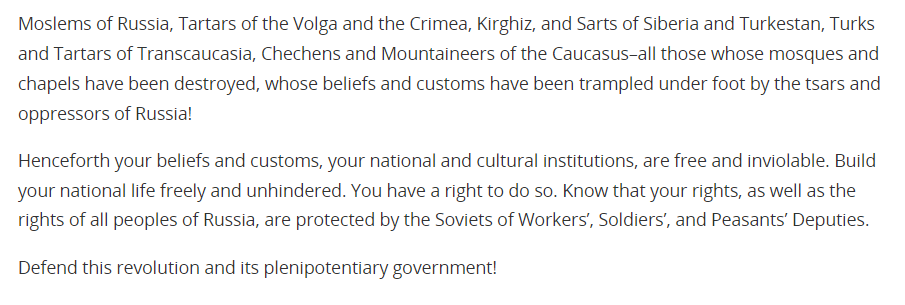 Moslems of Russia, Tartars of the Volga and the Crimea, Kirghiz, and Sarts of Siberia and Turkestan, Turks
and Tartars of Transcaucasia, Chechens and Mountaineers of the Caucasus–all those whose mosques and
chapels have been destroyed, whose beliefs and customs have been trampled under foot by the tsars and
oppressors of Russia!
Henceforth your beliefs and customs, your national and cultural institutions, are free and inviolable. Build
your national life freely and unhindered. You have a right to do so. Know that your rights, as well as the
rights of all peoples of Russia, are protected by the Soviets of Workers’, Soldiers’, and Peasants’ Deputies.
Defend this revolution and its plenipotentiary government!